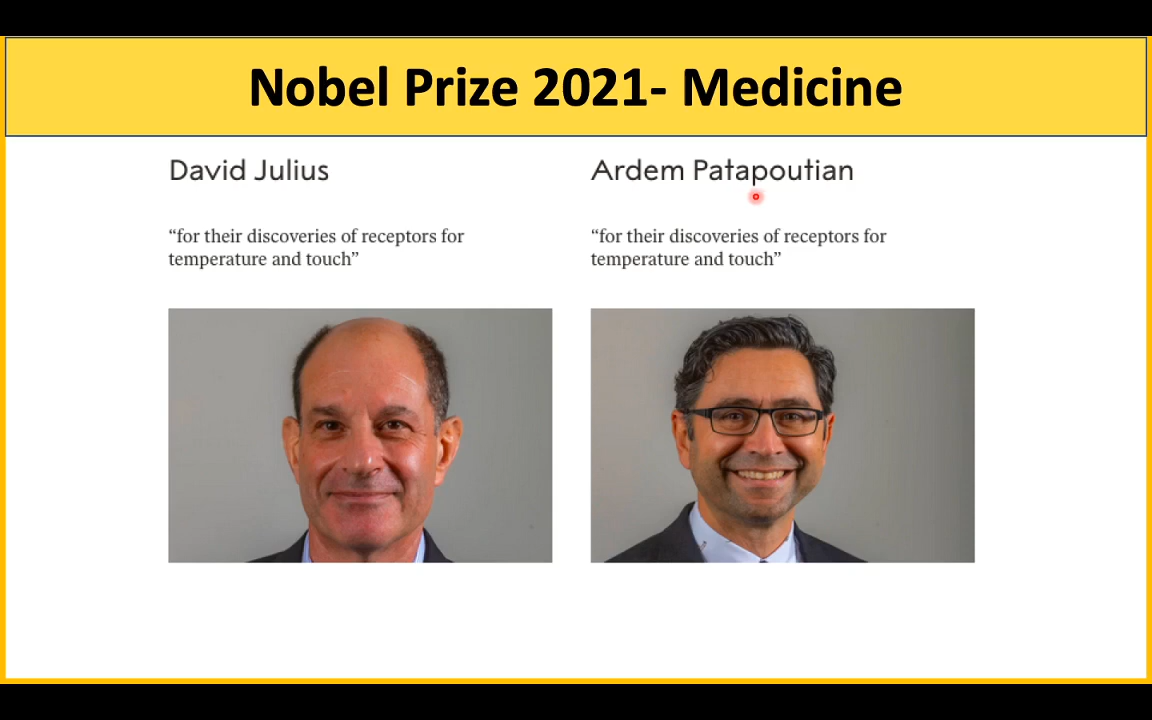 Nobel Prize 2021- Medicine
David Julius
“for their discoveries of receptors for
temperature and touch”
Ardem Patapoutian
“for their discoveries of receptors for
temperature and touch”